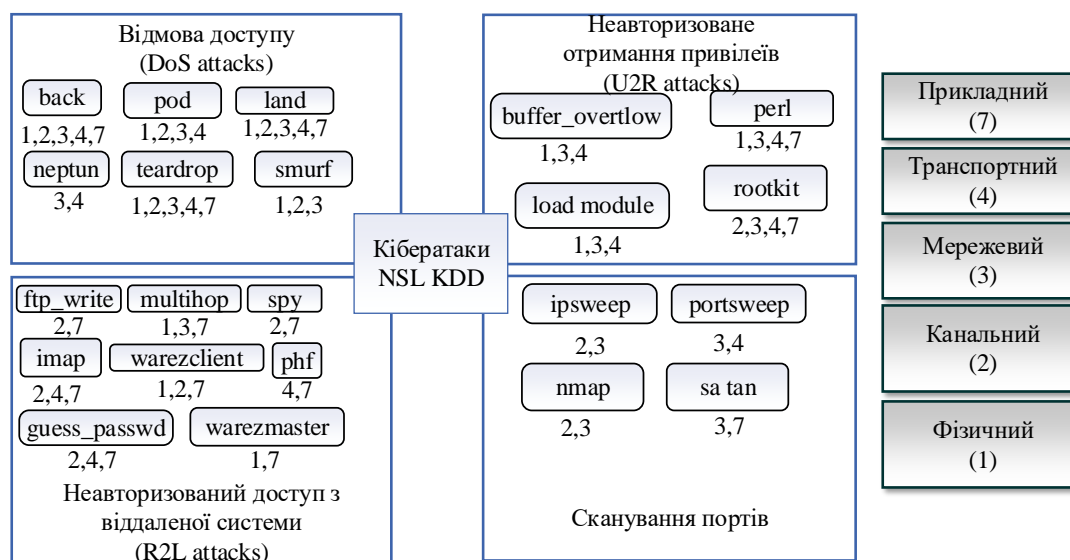 Відмова доступу
(DoS attacks)
back
pod
land
1,2,3,4,7
1,2,3,4
1,2,3,4,7
neptun
teardrop
smurf
3,4
1,2,3,4,7
1,2,3
Неавторизоване
отримання привілеїв
(U2R attacks)
buffer_overtlow
perl
1,3,4
1,3,4,7
load module
rootkit
1,3,4
2,3,4,7
Кібератаки
NSL KDD
ftp_write
multihop
spy
2,7
1,3,7
2,7
imap
warezclient
phf
2,4,7
1,2,7
4,7
guess_passwd
warezmaster
2,4,7
1,7
Неавторизований доступ з
віддаленої системи
(R2L attacks)
ipsweep
portsweep
2,3
3,4
nmap
sa tan
2,3
3,7
Сканування портів
Прикладний
(7)
Транспортний
(4)
Мережевий
(3)
Канальний
(2)
Фізичний
(1)